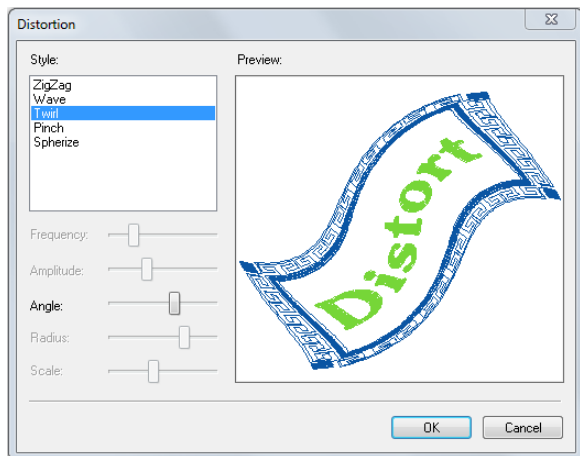 Distortion
Style:
Preview:
ZigZag
Wave
Twirl
Pinch
Spherize
Distort
Frequency:
Amplitude:
Angle:
Radius:
Scale:
OK
Cancel